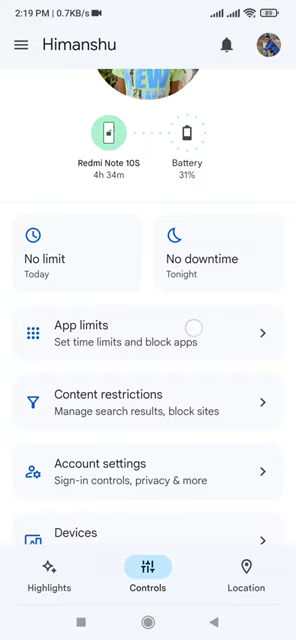 2:19 PM | 0.7KB/s
89
Himanshu
NEW
Redmi Note 10S
4h 34m
Battery
31%
No limit
Today
No downtime
Tonight
App limits
Set time limits and block apps
Content restrictions
Manage search results, block sites
Account settings
Sign-in controls, privacy & more
Devices
Highlights
Controls
Location